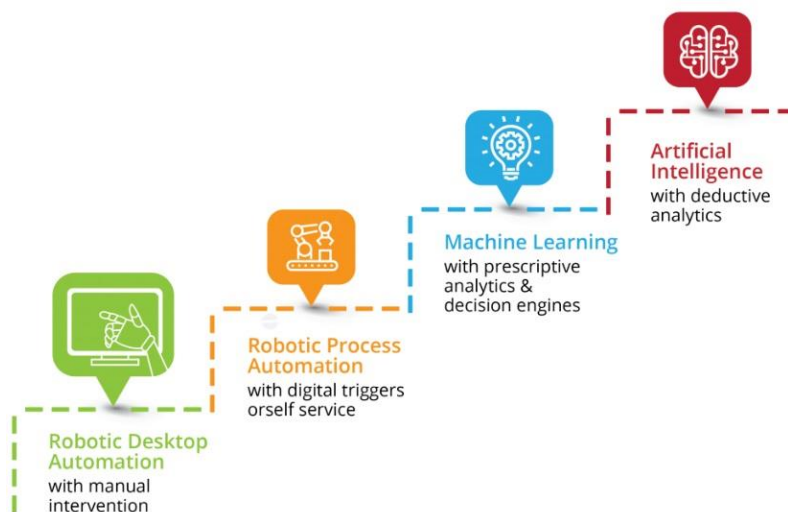 Robotic Desktop
Automation
with manual
intervention
Robotic Process
Automation
with digital triggers
orself service
Machine Learning
with prescriptive
analytics &
decision engines
Artificial
Intelligence
with deductive
analytics